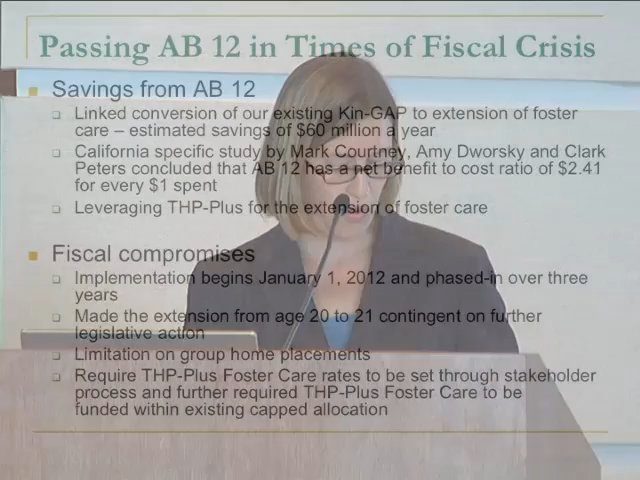 Passing AB 12 in Times of Fiscal Crisis
Savings from AB 12
Linked conversion of our existing Kin-GAP to extension of foster
care – estimated savings of $60 million a year
California specific study by Mark Courtney, Amy Dworsky and Clark
Peters concluded that AB 12 has a net benefit to cost ratio of $2.41
for every $1 spent
Leveraging THP-Plus for the extension of foster care
Fiscal compromises
Implementation begins January 1, 2012 and phased-in over three
years
Made the extension from age 20 to 21 contingent on further
legislative action
Limitation on group home placements
Require THP-Plus Foster Care rates to be set through stakeholder
process and further required THP-Plus Foster Care to be
funded within existing capped allocation